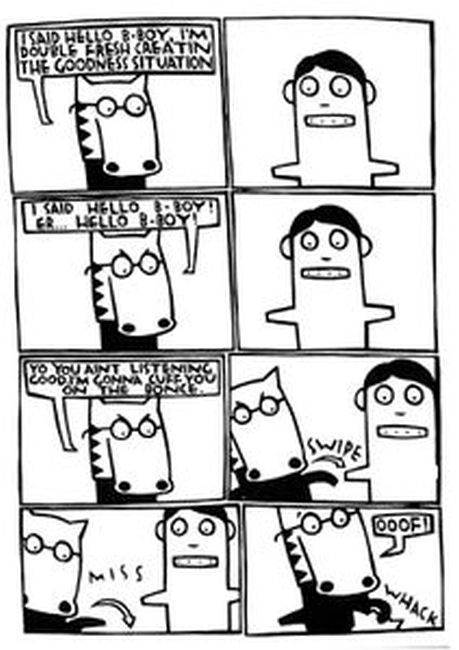 I SAID HELLO B-BOY, I'M
DOUBLE FRESH CREATIN
THE GOODNESS SITUATION
I SAID HELLO B-BOY!
ER... HELLO B-BOY!
YO YOU AINT LISTENING
GOOD.I'M GONNA CUFF YOU
ON THE BONCE.
SWIPE
MISS
OOOF!
WHACK